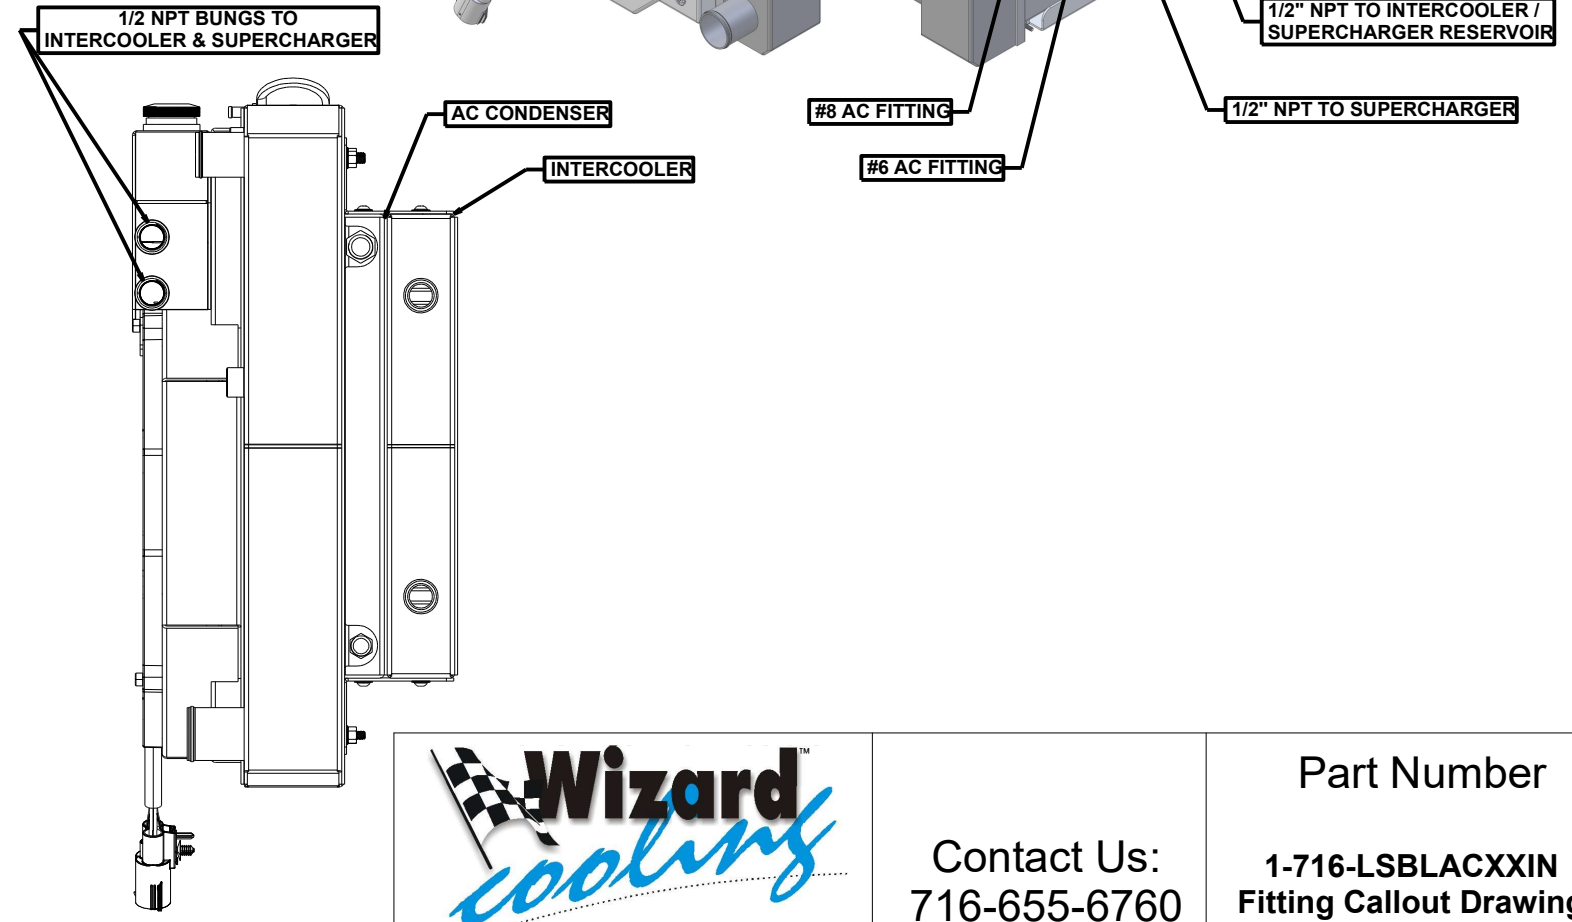 1/2 NPT BUNGS TO
INTERCOOLER & SUPERCHARGER
1/2" NPT TO INTERCOOLER /
SUPERCHARGER RESERVOIR
AC CONDENSER
#8 AC FITTING
1/2" NPT TO SUPERCHARGER
INTERCOOLER
#6 AC FITTING
Wizard™
cooling
Contact Us:
716-655-6760
Part Number
1-716-LSBLACXXIN
Fitting Callout Drawing